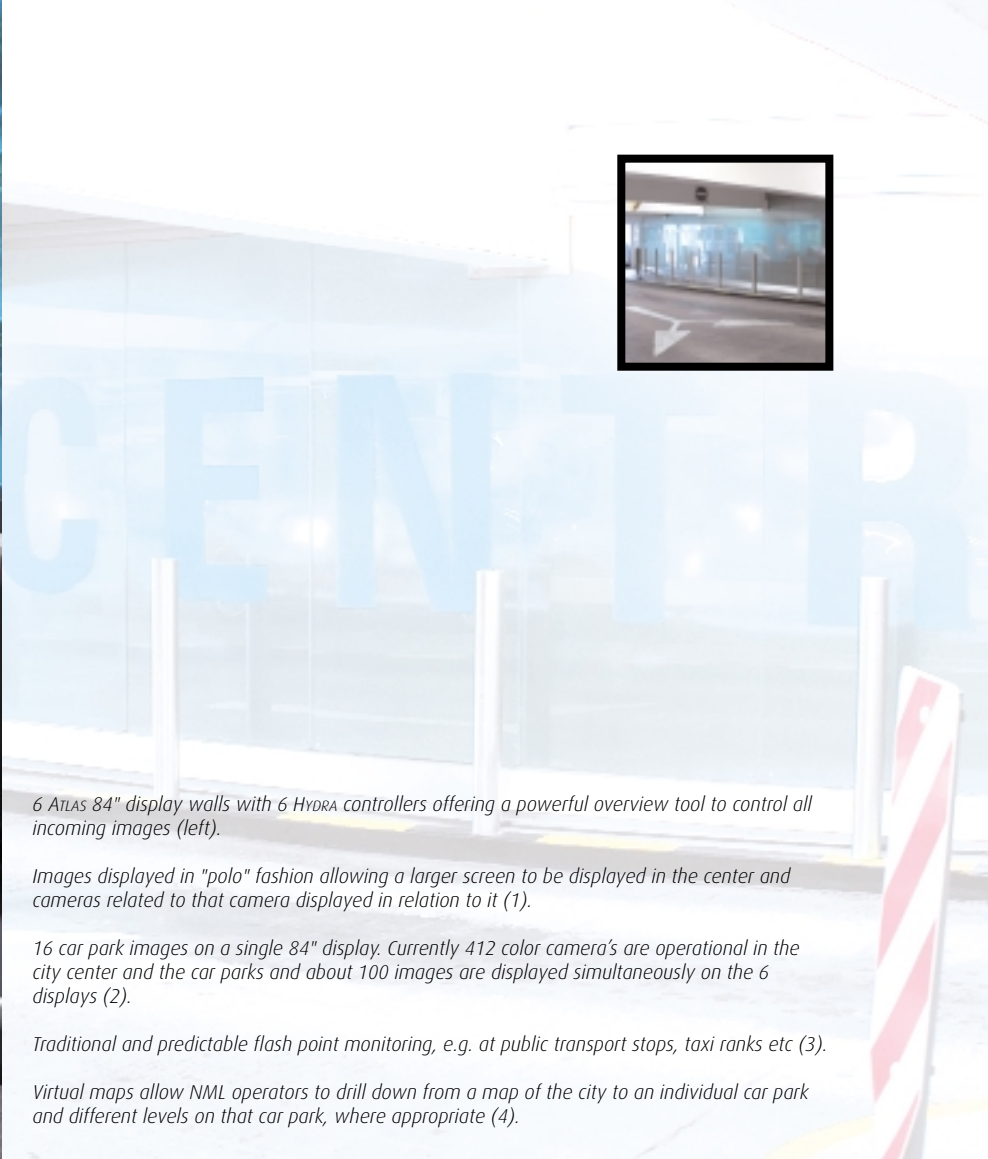 CENTR
6 ATLAS 84" display walls with 6 HYDRA controllers offering a powerful overview tool to control all
incoming images (left).
Images displayed in "polo" fashion allowing a larger screen to be displayed in the center and
cameras related to that camera displayed in relation to it (1).
16 car park images on a single 84" display. Currently 412 color camera’s are operational in the
city center and the car parks and about 100 images are displayed simultaneously on the 6
displays (2).
Traditional and predictable flash point monitoring, e.g. at public transport stops, taxi ranks etc (3).
Virtual maps allow NML operators to drill down from a map of the city to an individual car park
and different levels on that car park, where appropriate (4).